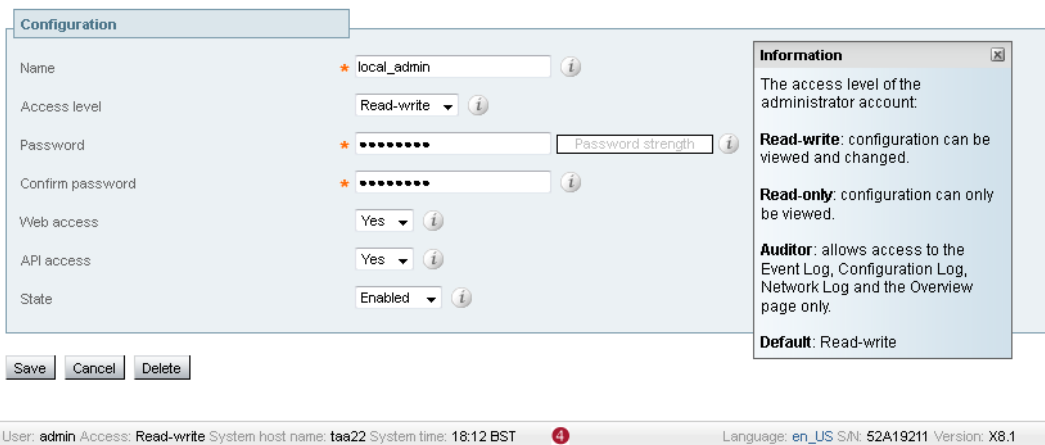 Configuration
Name * local_admin i
Access level Read-write i
Password * •••••••• Password strength i
Confirm password * •••••••• i
Web access Yes i
API access Yes i
State Enabled i
Information
The access level of the
administrator account:
Read-write: configuration can be
viewed and changed.
Read-only: configuration can only
be viewed.
Auditor: allows access to the
Event Log, Configuration Log,
Network Log and the Overview
page only.
Default: Read-write
Save Cancel Delete
User: admin Access: Read-write System host name: taa22 System time: 18:12 BST 4 Language: en_US S/N: 52A19211 Version: X8.1